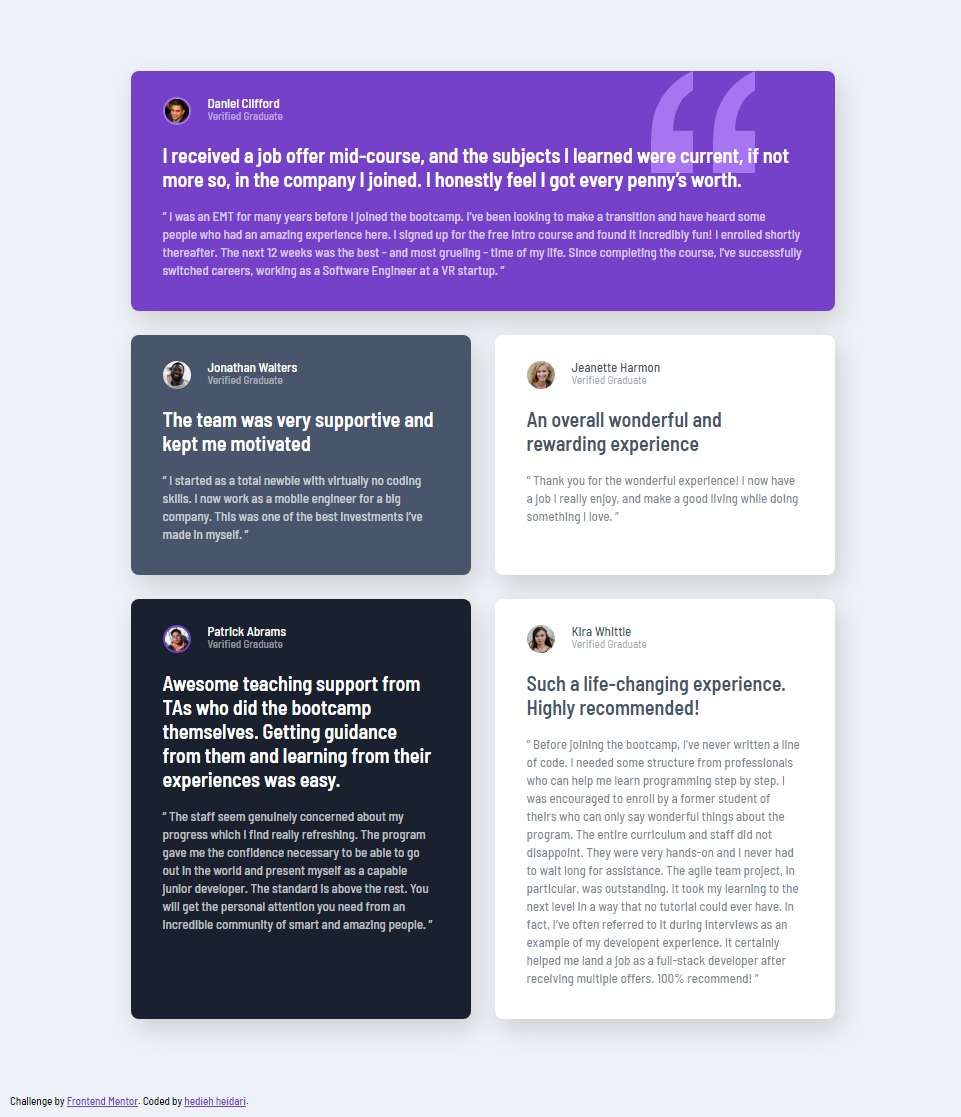 Daniel Clifford
Verified Graduate
I received a job offer mid-course, and the subjects I learned were current, if not
more so, in the company I joined. I honestly feel I got every penny’s worth.
“ I was an EMT for many years before I joined the bootcamp. I’ve been looking to make a transition and have heard some
people who had an amazing experience here. I signed up for the free intro course and found it incredibly fun! I enrolled shortly
thereafter. The next 12 weeks was the best - and most grueling - time of my life. Since completing the course, I’ve successfully
switched careers, working as a Software Engineer at a VR startup. ”
Jonathan Walters
Verified Graduate
The team was very supportive and
kept me motivated
“ I started as a total newbie with virtually no coding
skills. I now work as a mobile engineer for a big
company. This was one of the best investments I’ve
made in myself. ”
Jeanette Harmon
Verified Graduate
An overall wonderful and
rewarding experience
“ Thank you for the wonderful experience! I now have
a job I really enjoy, and make a good living while doing
something I love. ”
Patrick Abrams
Verified Graduate
Awesome teaching support from
TAs who did the bootcamp
themselves. Getting guidance
from them and learning from their
experiences was easy.
“ The staff seem genuinely concerned about my
progress which I find really refreshing. The program
gave me the confidence necessary to be able to go
out in the world and present myself as a capable
junior developer. The standard is above the rest. You
will get the personal attention you need from an
incredible community of smart and amazing people. ”
Kira Whittle
Verified Graduate
Such a life-changing experience.
Highly recommended!
“ Before joining the bootcamp, I’ve never written a line
of code. I needed some structure from professionals
who can help me learn programming step by step. I
was encouraged to enroll by a former student of
theirs who can only say wonderful things about the
program. The entire curriculum and staff did not
disappoint. They were very hands-on and I never had
to wait long for assistance. The agile team project, in
particular, was outstanding. It took my learning to the
next level in a way that no tutorial could ever have. In
fact, I’ve often referred to it during interviews as an
example of my developent experience. It certainly
helped me land a job as a full-stack developer after
receiving multiple offers. 100% recommend! ”
Challenge by Frontend Mentor. Coded by hedieh heidari.